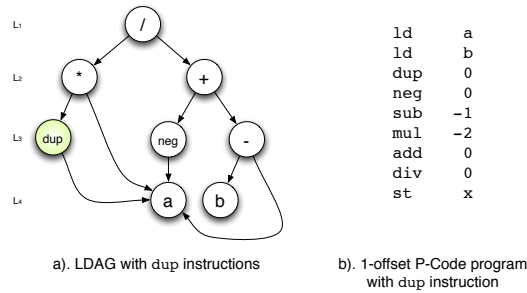 L1
/
L2
*
+
L3
dup
neg
-
L4
a
b
a). LDAG with dup instructions
ld a
ld b
dup 0
neg 0
sub -1
mul -2
add 0
div 0
st x
b). 1-offset P-Code program
with dup instruction